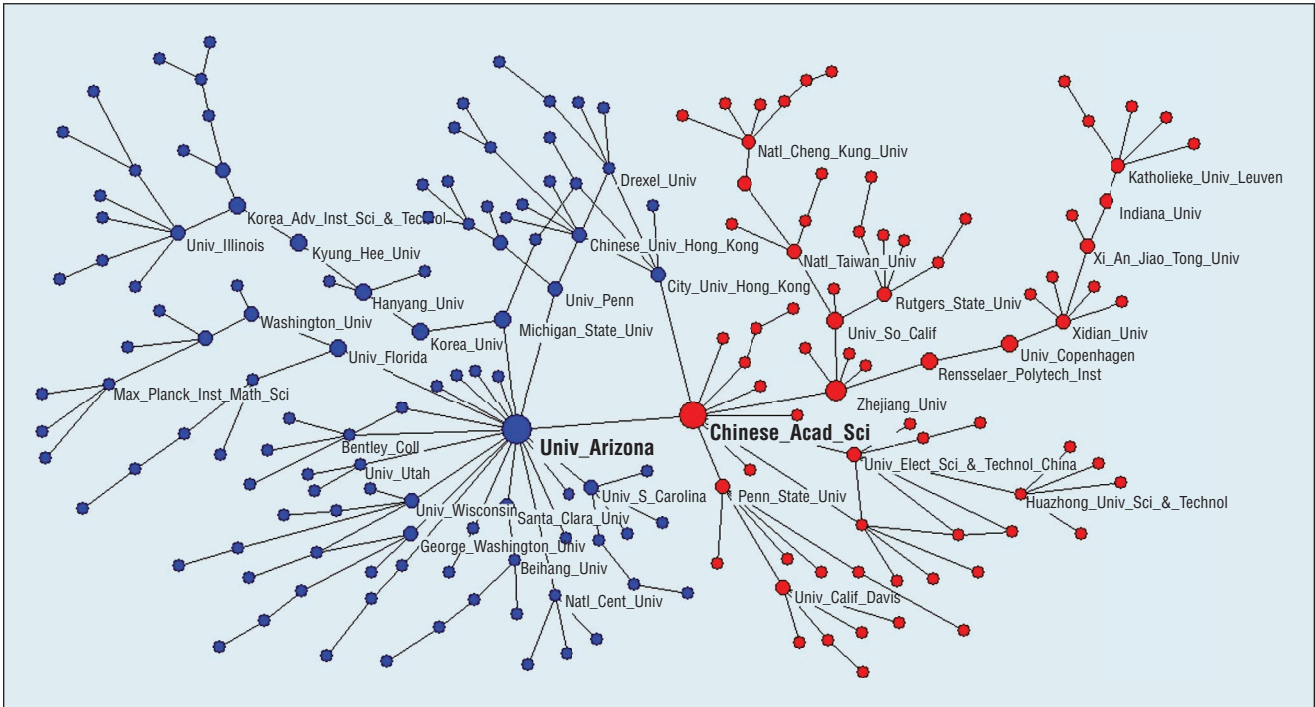 Natl_Cheng_Kung_Univ
Drexel_Univ
Katholieke_Univ_Leuven
Indiana_Univ
Korea_Adv_Inst_Sci_&_Technol
Univ_Illinois
Kyung_Hee_Univ
Chinese_Univ_Hong_Kong
Natl_Taiwan_Univ
Xi_An_Jiao_Tong_Univ
City_Univ_Hong_Kong
Hanyang_Univ
Univ_Penn
Rutgers_State_Univ
Washington_Univ
Korea_Univ
Michigan_State_Univ
Univ_So_Calif
Xidian_Univ
Univ_Florida
Univ_Copenhagen
Rensselaer_Polytech_Inst
Max_Planck_Inst_Math_Sci
Zhejiang_Univ
Chinese_Acad_Sci
Bentley_Coll
Univ_Arizona
Univ_Utah
Univ_Elect_Sci_&_Technol_China
Univ_S_Carolina
Penn_State_Univ
Huazhong_Univ_Sci_&_Technol
Univ_Wisconsin
Santa_Clara_Univ
George_Washington_Univ
Beihang_Univ
Natl_Cent_Univ
Univ_Calif_Davis